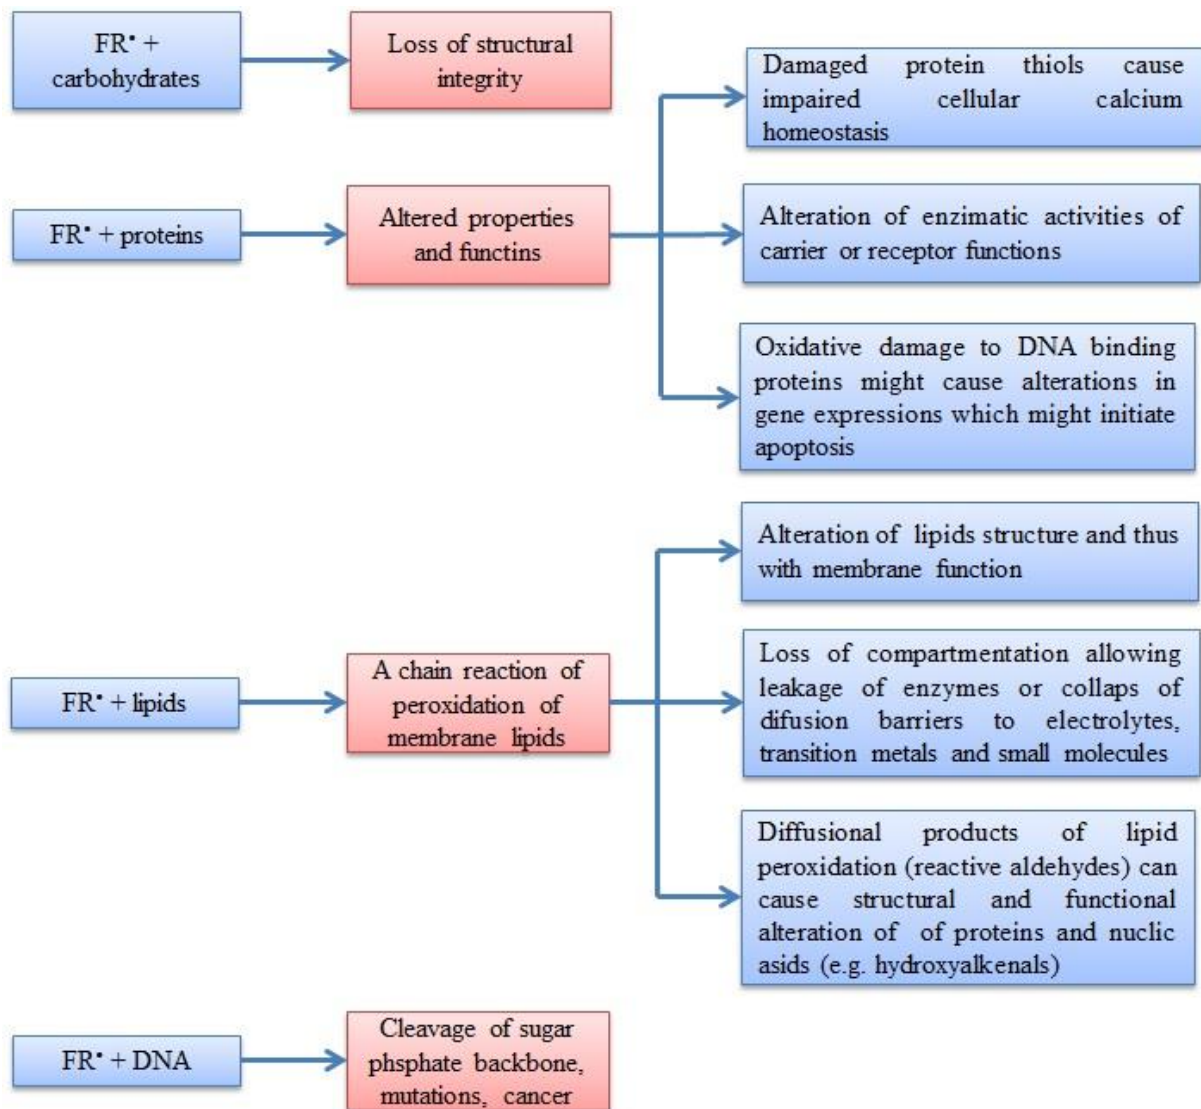 FR• +
carbohydrates
Loss of structural
integrity
Damaged protein thiols cause
impaired cellular calcium
homeostasis
FR• + proteins
Altered properties
and functins
Alteration of enzimatic activities of
carrier or receptor functions
Oxidative damage to DNA binding
proteins might cause alterations in
gene expressions which might initiate
apoptosis
FR• + lipids
A chain reaction of
peroxidation of
membrane lipids
Alteration of lipids structure and thus
with membrane function
Loss of compartmentation allowing
leakage of enzymes or collaps of
difusion barriers to electrolytes,
transition metals and small molecules
Diffusional products of lipid
peroxidation (reactive aldehydes) can
cause structural and functional
alteration of of proteins and nuclic
asids (e.g. hydroxyalkenals)
FR• + DNA
Cleavage of sugar
phsphate backbone,
mutations, cancer